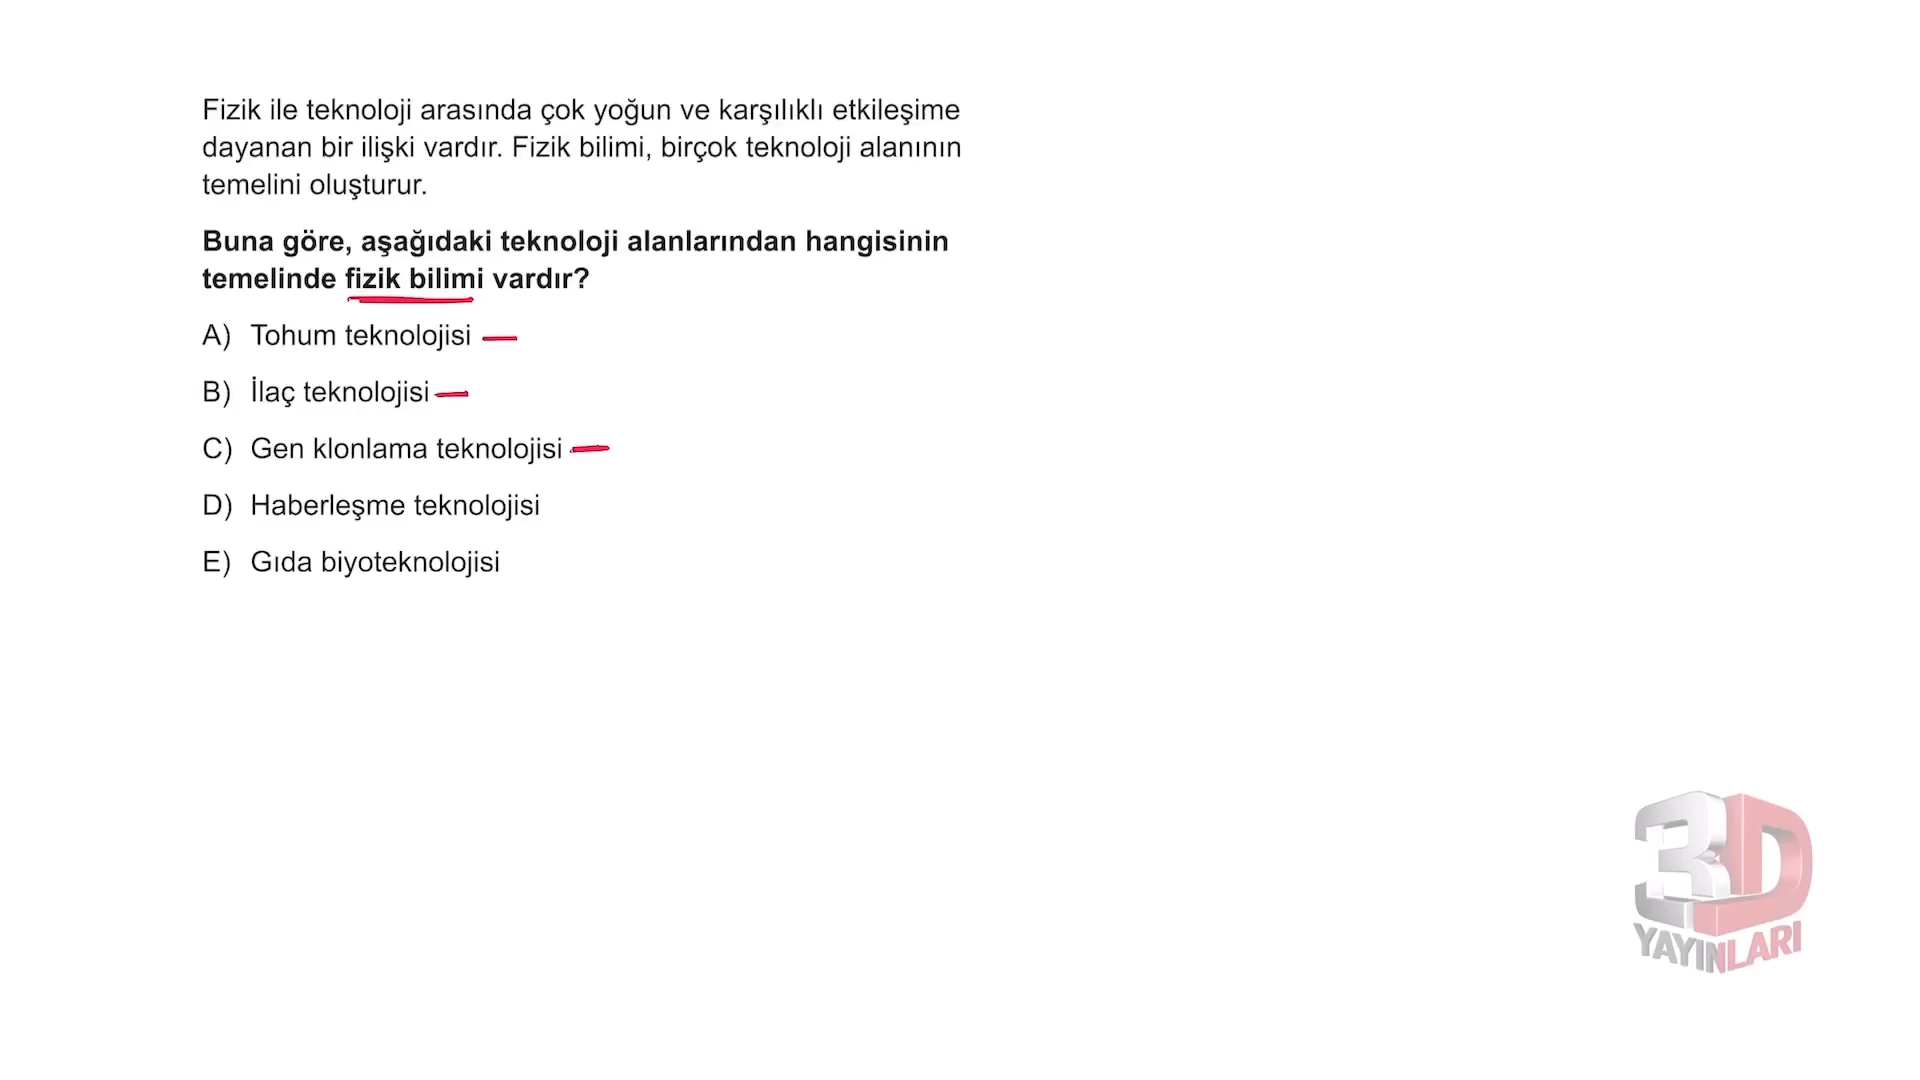 Fizik ile teknoloji arasında çok yoğun ve karşılıklı etkileşime
dayanan bir ilişki vardır. Fizik bilimi, birçok teknoloji alanının
temelini oluşturur.
Buna göre, aşağıdaki teknoloji alanlarından hangisinin
temelinde fizik bilimi vardır?
A) Tohum teknolojisi
B) İlaç teknolojisi
C) Gen klonlama teknolojisi
D) Haberleşme teknolojisi
E) Gıda biyoteknolojisi
3D
YAYINLARI